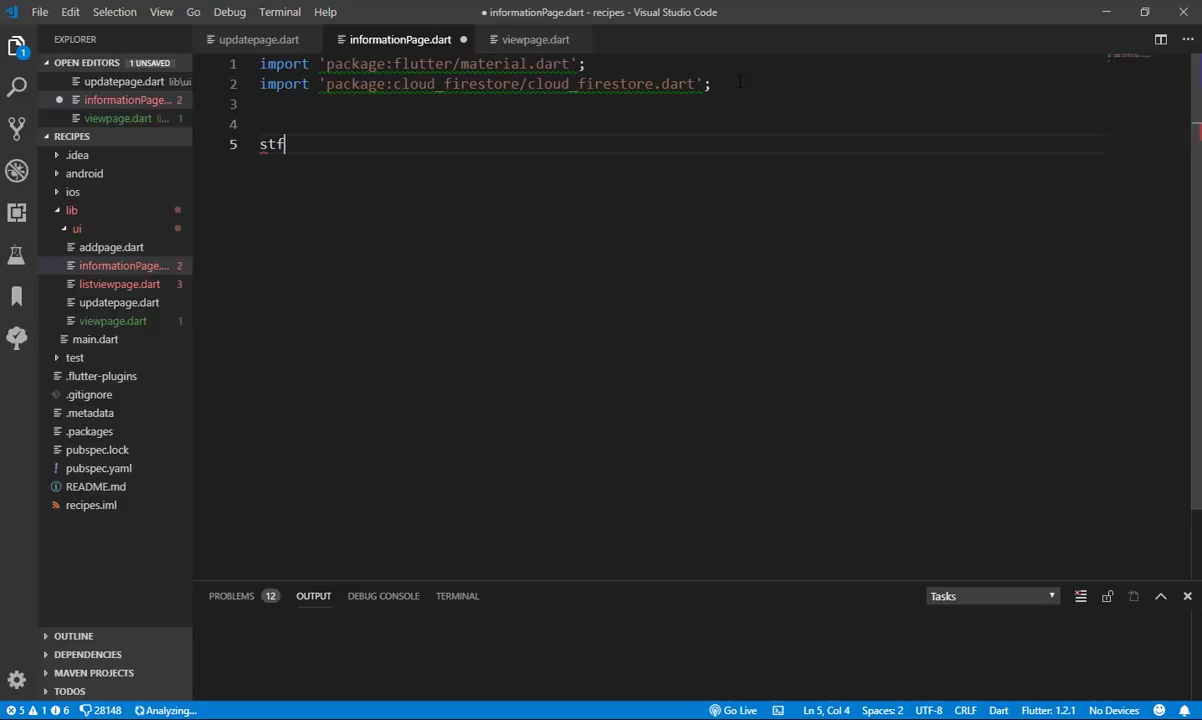 File Edit Selection View Go Debug Terminal Help
● informationPage.dart - recipes - Visual Studio Code
EXPLORER
updatepage.dart
informationPage.dart ●
viewpage.dart
OPEN EDITORS 1 UNSAVED
updatepage.dart lib\ui
informationPage... 2
viewpage.dart li... 1
RECIPES
.idea
android
ios
lib
ui
addpage.dart
informationPage.... 2
listviewpage.dart 3
updatepage.dart
viewpage.dart 1
main.dart
test
.flutter-plugins
.gitignore
.metadata
.packages
pubspec.lock
! pubspec.yaml
README.md
recipes.iml
OUTLINE
DEPENDENCIES
MAVEN PROJECTS
TODOS
1 import 'package:flutter/material.dart';
2 import 'package:cloud_firestore/cloud_firestore.dart';
3
4
5 stf
PROBLEMS 12 OUTPUT DEBUG CONSOLE TERMINAL
Tasks
5 1 6 28148 Analyzing... Go Live Ln 5, Col 4 Spaces: 2 UTF-8 CRLF Dart Flutter: 1.2.1 No Devices
1